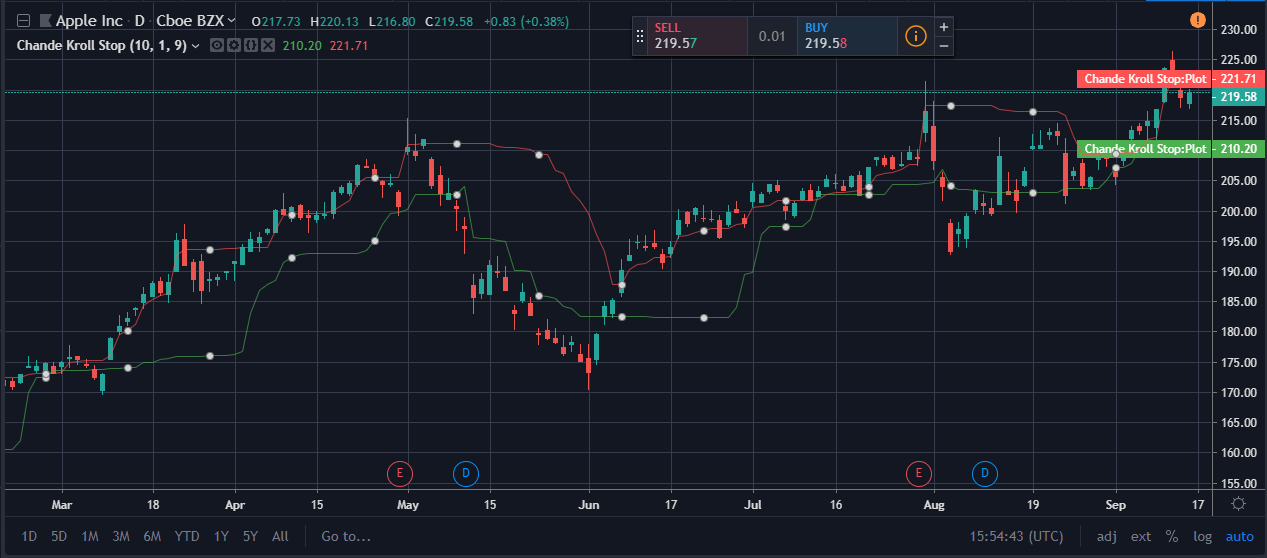 Apple Inc · D · Cboe BZX O217.73 H220.13 L216.80 C219.58 +0.83 (+0.38%)
Chande Kroll Stop (10, 1, 9) 210.20 221.71
SELL
219.57
0.01
BUY
219.58
+
−
230.00
225.00
Chande Kroll Stop:Plot 221.71
219.58
215.00
Chande Kroll Stop:Plot 210.20
205.00
200.00
195.00
190.00
185.00
180.00
175.00
170.00
165.00
160.00
155.00
E D E D
Mar 18 Apr 15 May 15 Jun 17 Jul 16 Aug 19 Sep 17
1D 5D 1M 3M 6M YTD 1Y 5Y All Go to... 15:54:43 (UTC) adj ext % log auto